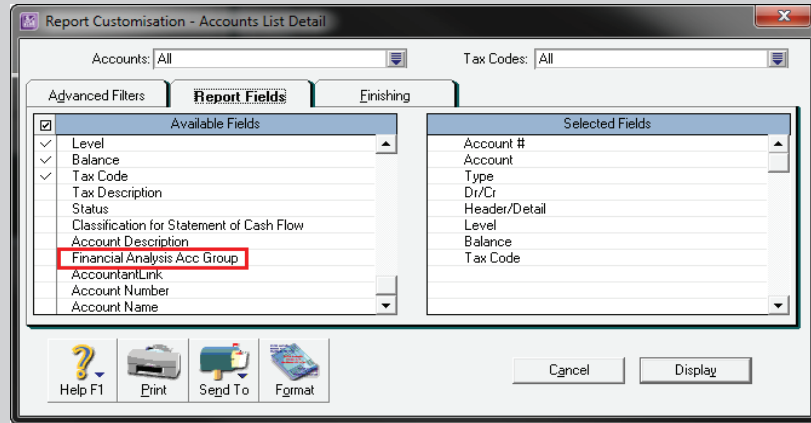 Report Customisation - Accounts List Detail
Accounts: All Tax Codes: All
Advanced Filters Report Fields Finishing
Available Fields Selected Fields
Level Account #
Balance Account
Tax Code Type
Tax Description Dr/Cr
Status Header/Detail
Classification for Statement of Cash Flow Level
Account Description Balance
Financial Analysis Acc Group Tax Code
AccountantLink
Account Number
Account Name
Help F1 Print Send To Format Cancel Display